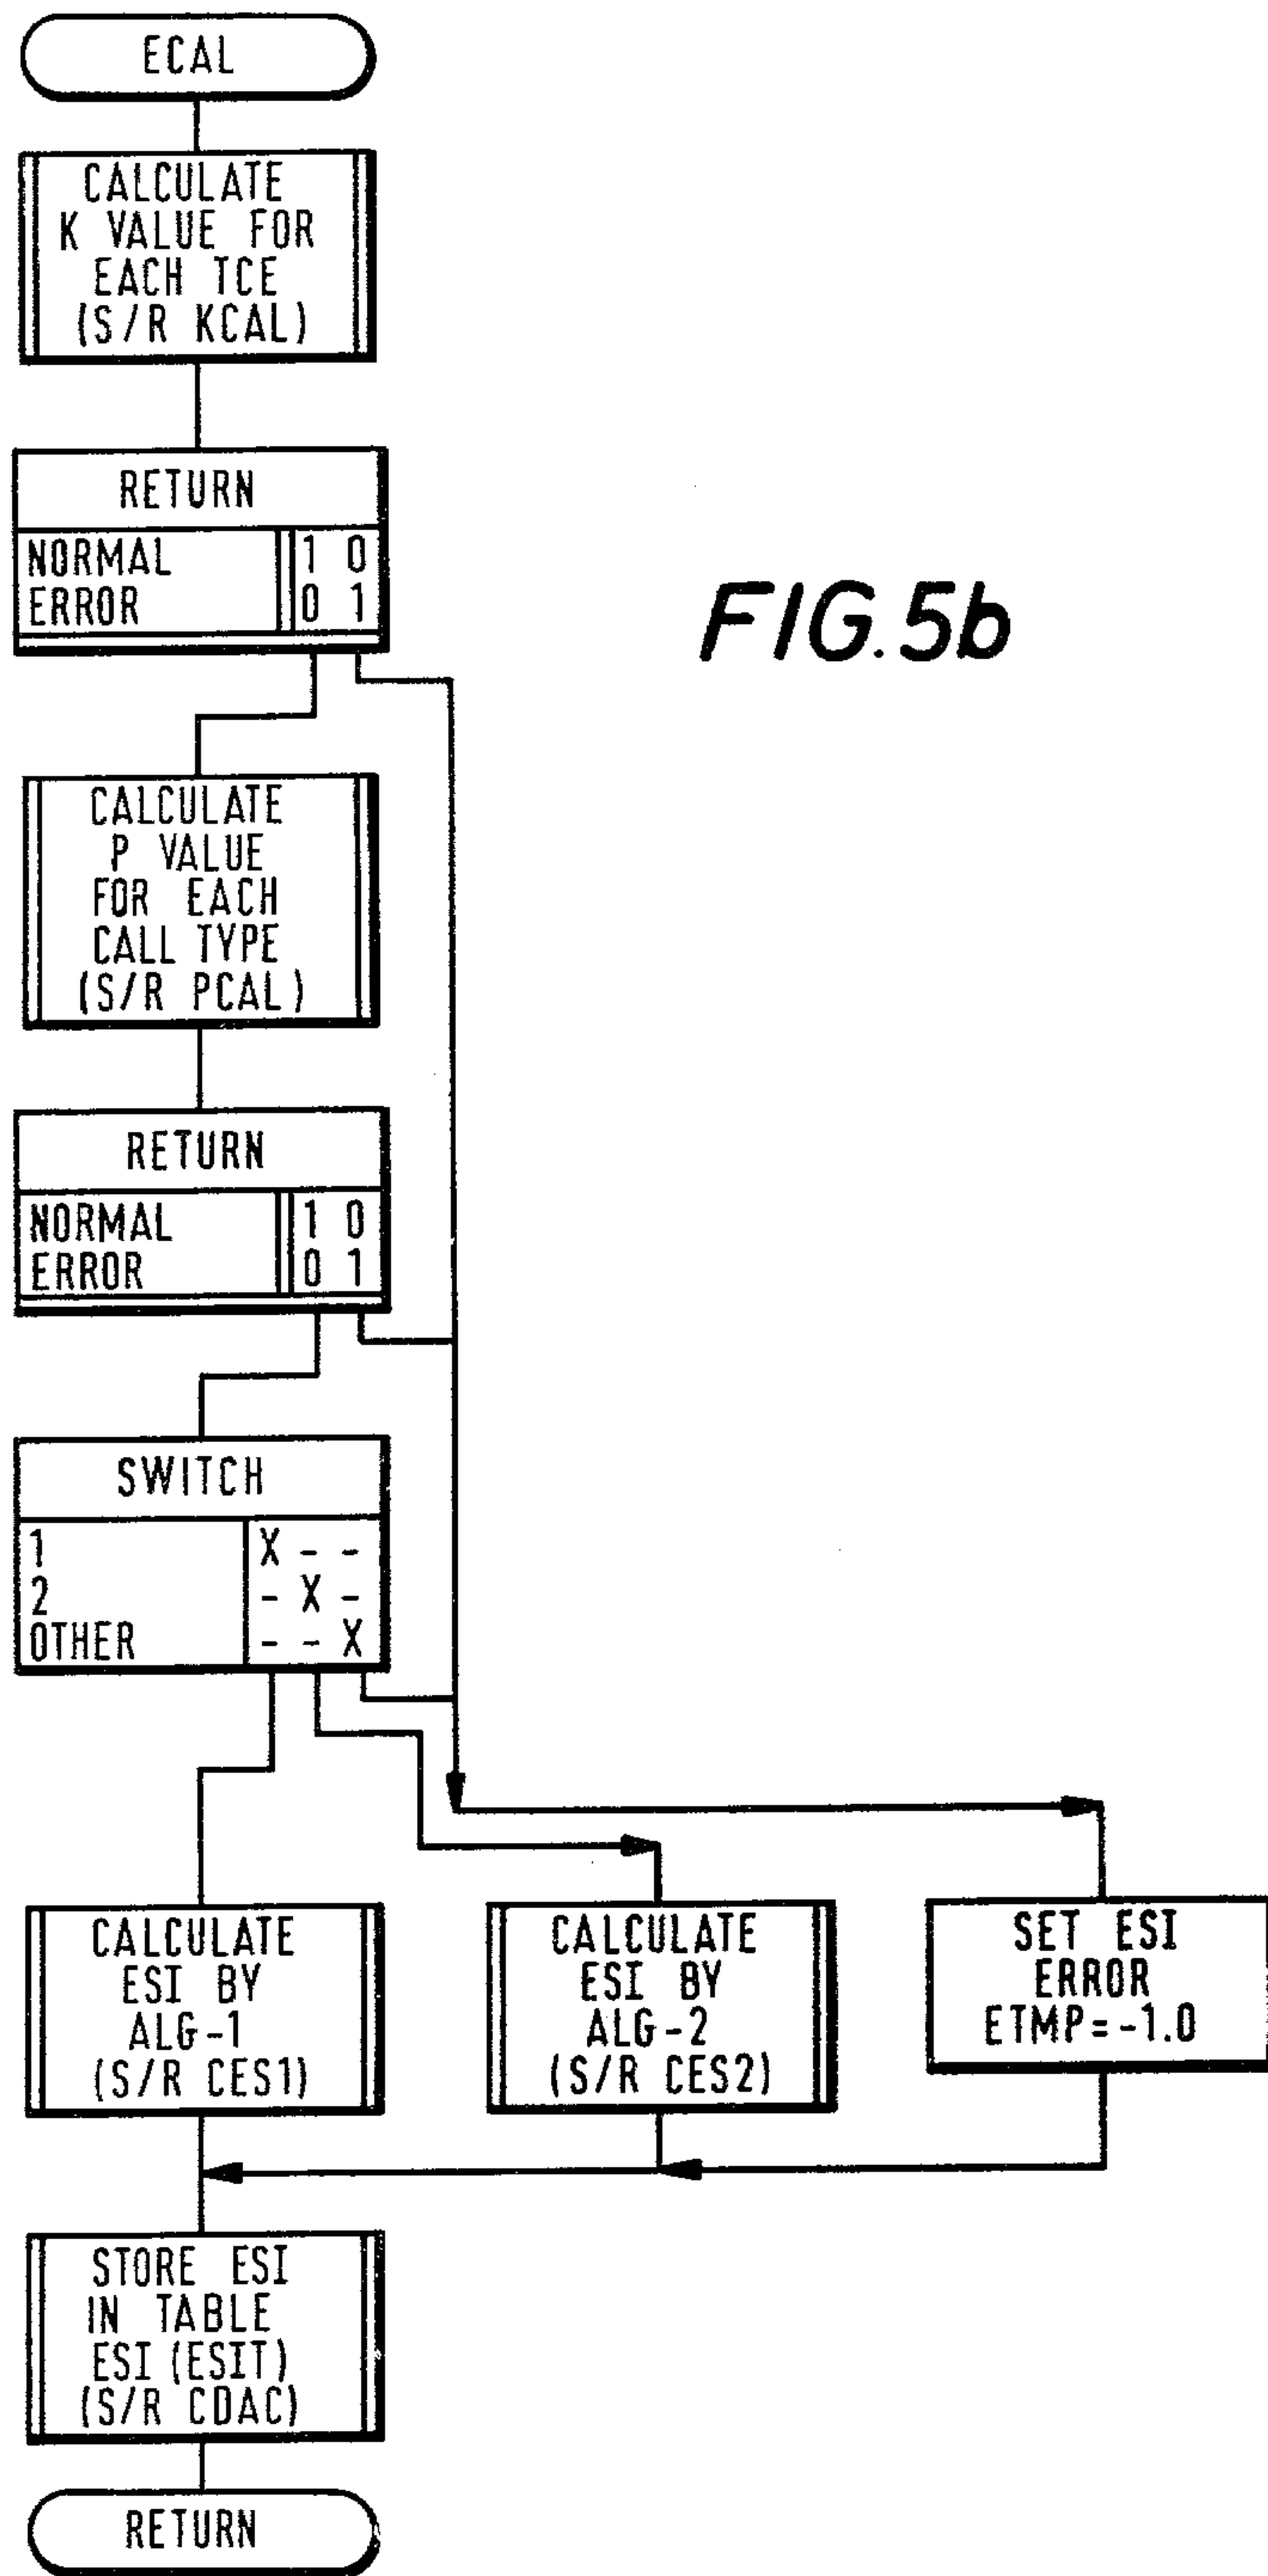 ECAL
CALCULATE
K VALUE FOR
EACH TCE
(S/R KCAL)
RETURN
NORMAL 1 0
ERROR 0 1
FIG. 5b
CALCULATE
P VALUE
FOR EACH
CALL TYPE
(S/R PCAL)
RETURN
NORMAL 1 0
ERROR 0 1
SWITCH
1 X - -
2 - X -
OTHER - - X
CALCULATE
ESI BY
ALG-1
(S/R CES1)
CALCULATE
ESI BY
ALG-2
(S/R CES2)
SET ESI
ERROR
ETMP=-1.0
STORE ESI
IN TABLE
ESI (ESIT)
(S/R CDAC)
RETURN